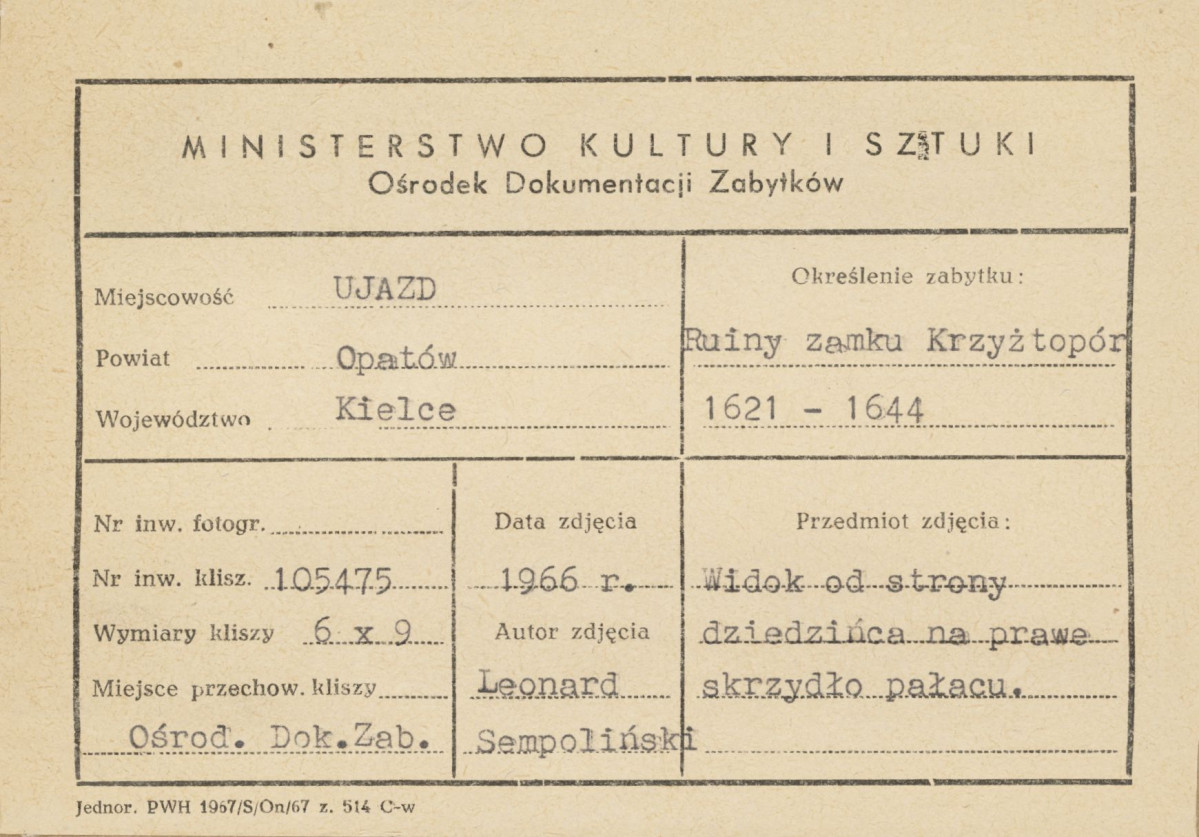 MINISTERSTWO KULTURY I SZTUKI
Ośrodek Dokumentacji Zabytków
Miejscowość UJAZD
Powiat Opatów
Województwo Kielce
Określenie zabytku:
Ruiny zamku Krzyżtopór
1621 - 1644
Nr inw. fotogr.
Nr inw. klisz. 105475
Wymiary kliszy 6 x 9
Miejsce przechow. kliszy
Ośrod. Dok.Zab.
Data zdjęcia
1966 r.
Autor zdjęcia
Leonard
Sempoliński
Przedmiot zdjęcia:
Widok od strony
dziedzińca na prawe
skrzydło pałacu.
Jednor. PWH 1967/S/On/67 z. 514 C-w